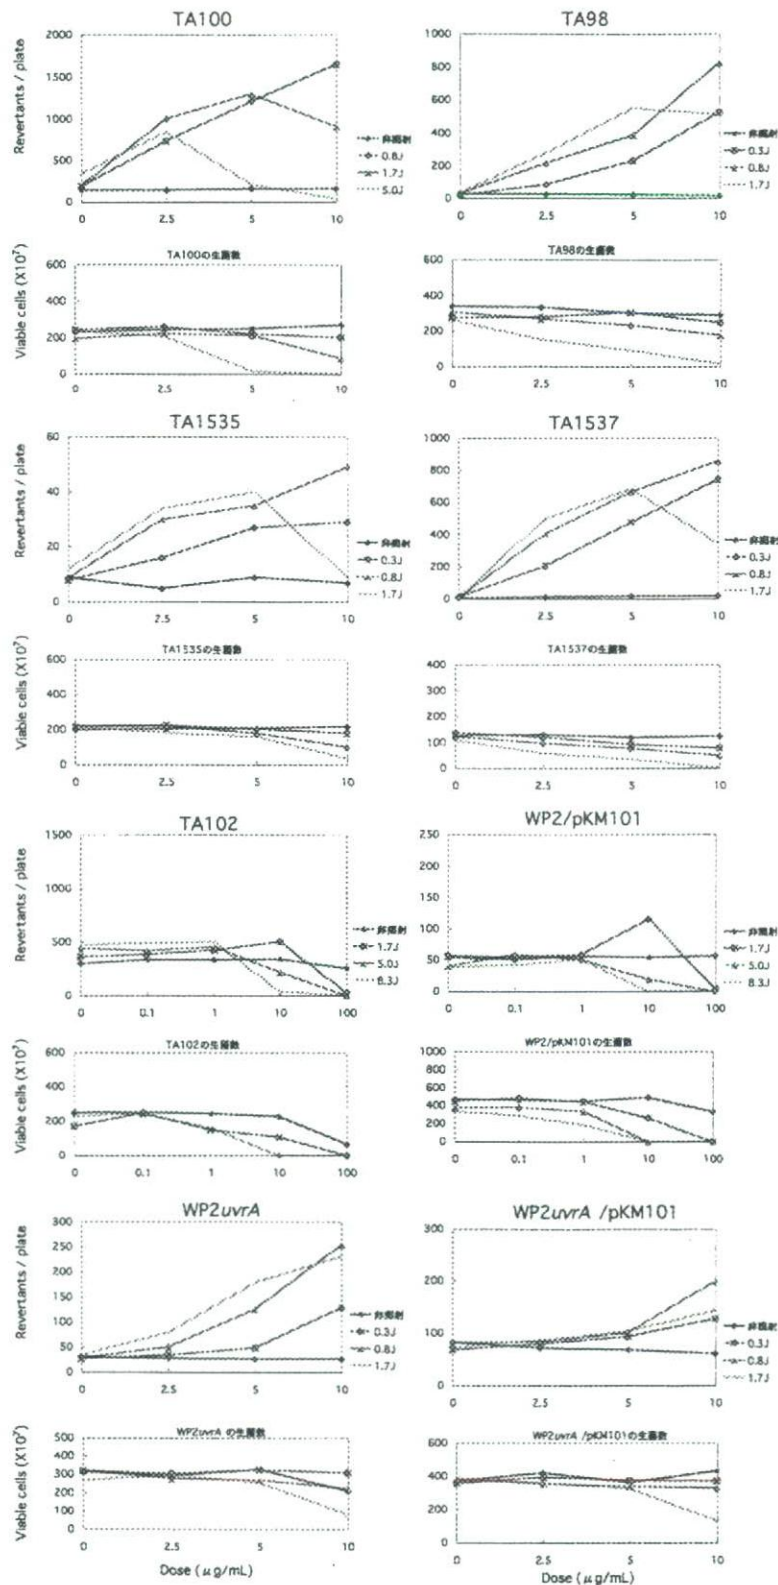 TA100
TA98
Revertants / plate
2000
1500
1000
500
0
0 2.5 5 10
非照射
0.8J
1.7J
5.0J
1000
800
600
400
200
0
0 2.5 5 10
非照射
0.3J
0.8J
1.7J
TA100の生菌数
TA98の生菌数
Viable cells (X10⁷)
600
400
200
0
0 2.5 5 10
600
400
200
0
0 2.5 5 10
TA1535
TA1537
Revertants / plate
60
40
20
0
0 2.5 5 10
非照射
0.3J
0.8J
1.7J
1000
800
600
400
200
0
0 2.5 5 10
非照射
0.3J
0.8J
1.7J
TA1535の生菌数
TA1537の生菌数
Viable cells (X10⁷)
600
400
200
0
0 2.5 5 10
400
300
200
100
0
0 2.5 5 10
TA102
WP2/pKM101
Revertants / plate
1500
1000
500
0
0 0.1 1 10 100
非照射
1.7J
5.0J
8.3J
250
200
150
100
50
0
0 0.1 1 10 100
非照射
1.7J
5.0J
8.3J
TA102の生菌数
WP2/pKM101の生菌数
Viable cells (X10⁷)
600
400
200
0
0 0.1 1 10 100
1000
800
600
400
200
0
0 0.1 1 10 100
WP2uvrA
WP2uvrA /pKM101
Revertants / plate
300
250
200
150
100
50
0
0 2.5 5 10
非照射
0.3J
0.8J
1.7J
300
200
100
0
0 2.5 5 10
非照射
0.3J
0.8J
1.7J
WP2uvrA の生菌数
WP2uvrA /pKM101の生菌数
Viable cells (X10⁷)
500
400
300
200
100
0
0 2.5 5 10
Dose ( μ g/mL)
600
400
200
0
0 2.5 5 10
Dose ( μ g/mL)